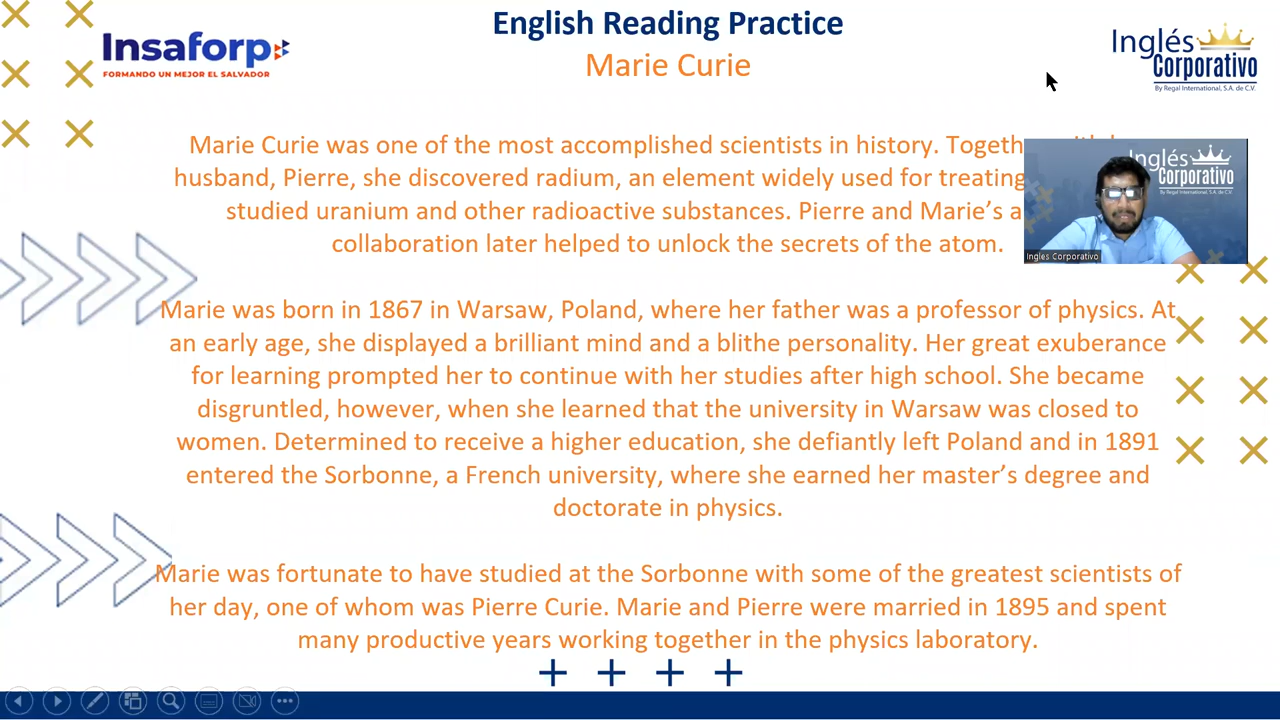 English Reading Practice
Marie Curie
Insaforp
FORMANDO UN MEJOR EL SALVADOR
Inglés
Corporativo
By Regal International, S.A. de C.V.
Marie Curie was one of the most accomplished scientists in history. Together
husband, Pierre, she discovered radium, an element widely used for treating
studied uranium and other radioactive substances. Pierre and Marie's a
collaboration later helped to unlock the secrets of the atom.
Inglés
Corporativo
By Regal International, S.A. de C.V.
Ingles Corporativo
Marie was born in 1867 in Warsaw, Poland, where her father was a professor of physics. At
an early age, she displayed a brilliant mind and a blithe personality. Her great exuberance
for learning prompted her to continue with her studies after high school. She became
disgruntled, however, when she learned that the university in Warsaw was closed to
women. Determined to receive a higher education, she defiantly left Poland and in 1891
entered the Sorbonne, a French university, where she earned her master's degree and
doctorate in physics.
Marie was fortunate to have studied at the Sorbonne with some of the greatest scientists of
her day, one of whom was Pierre Curie. Marie and Pierre were married in 1895 and spent
many productive years working together in the physics laboratory.